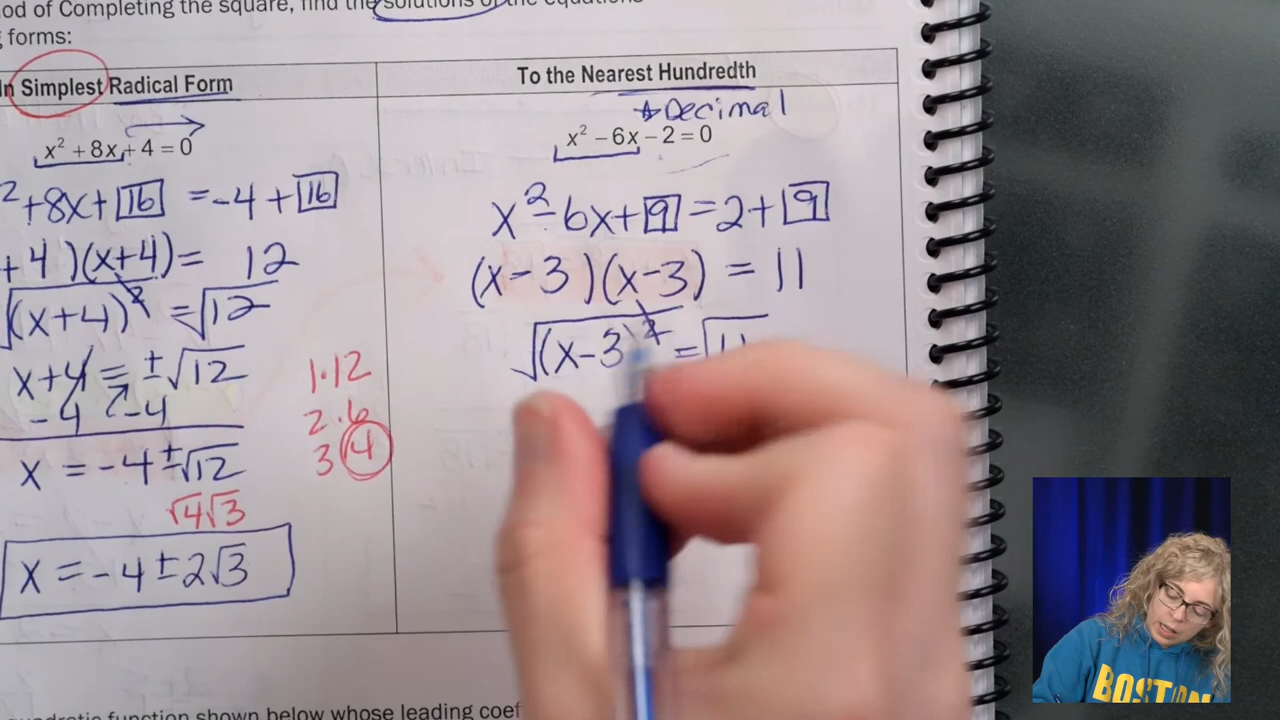 od of Completing the square, find the solutions of the equations
g forms:
In Simplest Radical Form
x² + 8x + 4 = 0
² + 8x + 16 = -4 + 16
+ 4 )(x+4) = 12
√(x+4)² = √12
x+4 = ±√12
-4 -4
x = -4 ± √12
√4√3
x = -4 ± 2√3
1·12
2·6
3 4
To the Nearest Hundredth
Decimal
x² − 6x − 2 = 0
x² - 6x + 9 = 2 + 9
(x-3)(x-3) = 11
√(x-3)² = √11
quadratic function shown below whose leading coef
BOSTON